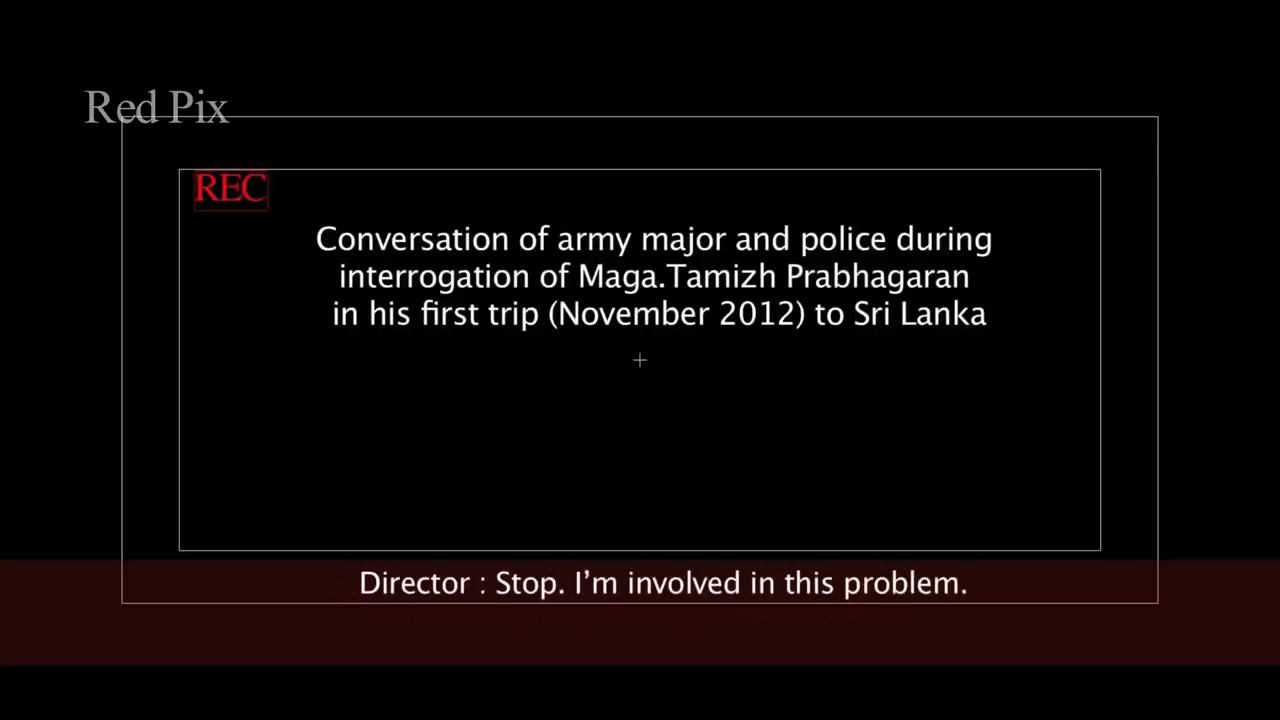 Red Pix
REC
Conversation of army major and police during
interrogation of Maga.Tamizh Prabhagaran
in his first trip (November 2012) to Sri Lanka
Director : Stop. I’m involved in this problem.